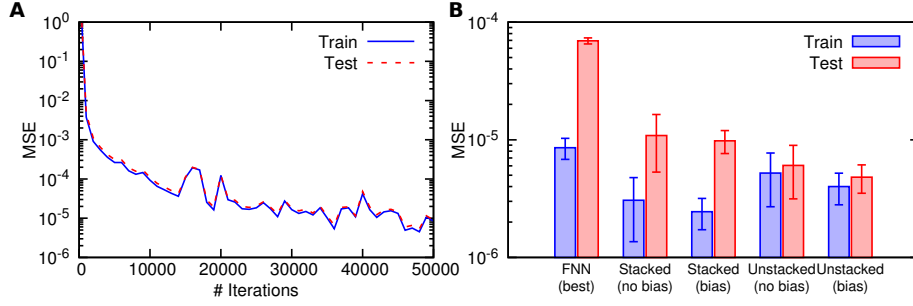 A
MSE
10^0
10^-1
10^-2
10^-3
10^-4
10^-5
10^-6
Train
Test
0 10000 20000 30000 40000 50000
# Iterations
B
MSE
10^-4
10^-5
10^-6
Train
Test
FNN Stacked Stacked Unstacked Unstacked
(best) (no bias) (bias) (no bias) (bias)